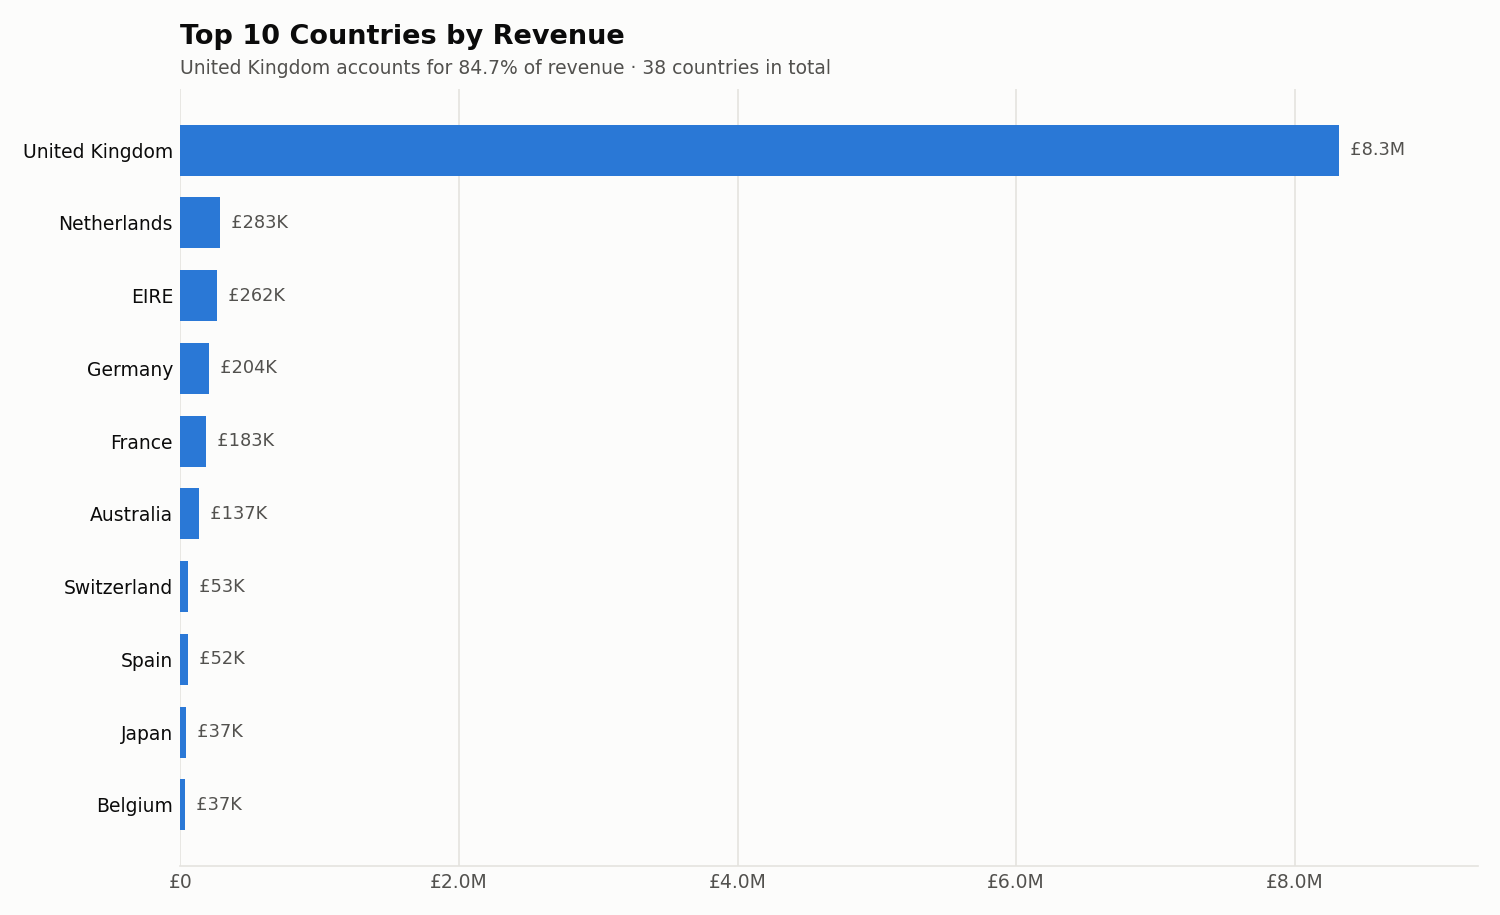 Top 10 Countries by Revenue
United Kingdom accounts for 84.7% of revenue · 38 countries in total
United Kingdom £8.3M
Netherlands £283K
EIRE £262K
Germany £204K
France £183K
Australia £137K
Switzerland £53K
Spain £52K
Japan £37K
Belgium £37K
£0 £2.0M £4.0M £6.0M £8.0M